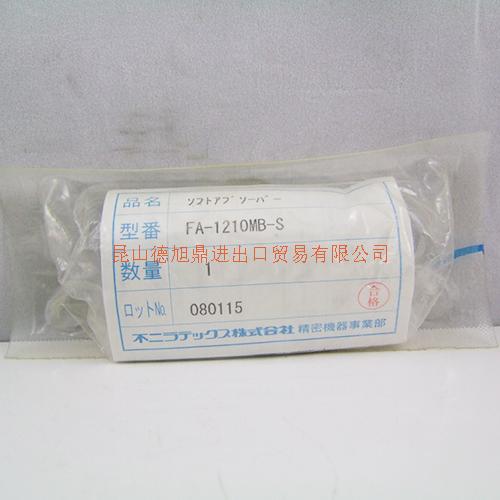 品名 ソフトアブソーバー
型番 FA-1210MB-S
昆山德旭鼎进出口贸易有限公司
数量 1
ロットNo. 080115
合格
不二ラテックス株式会社 精密機器事業部